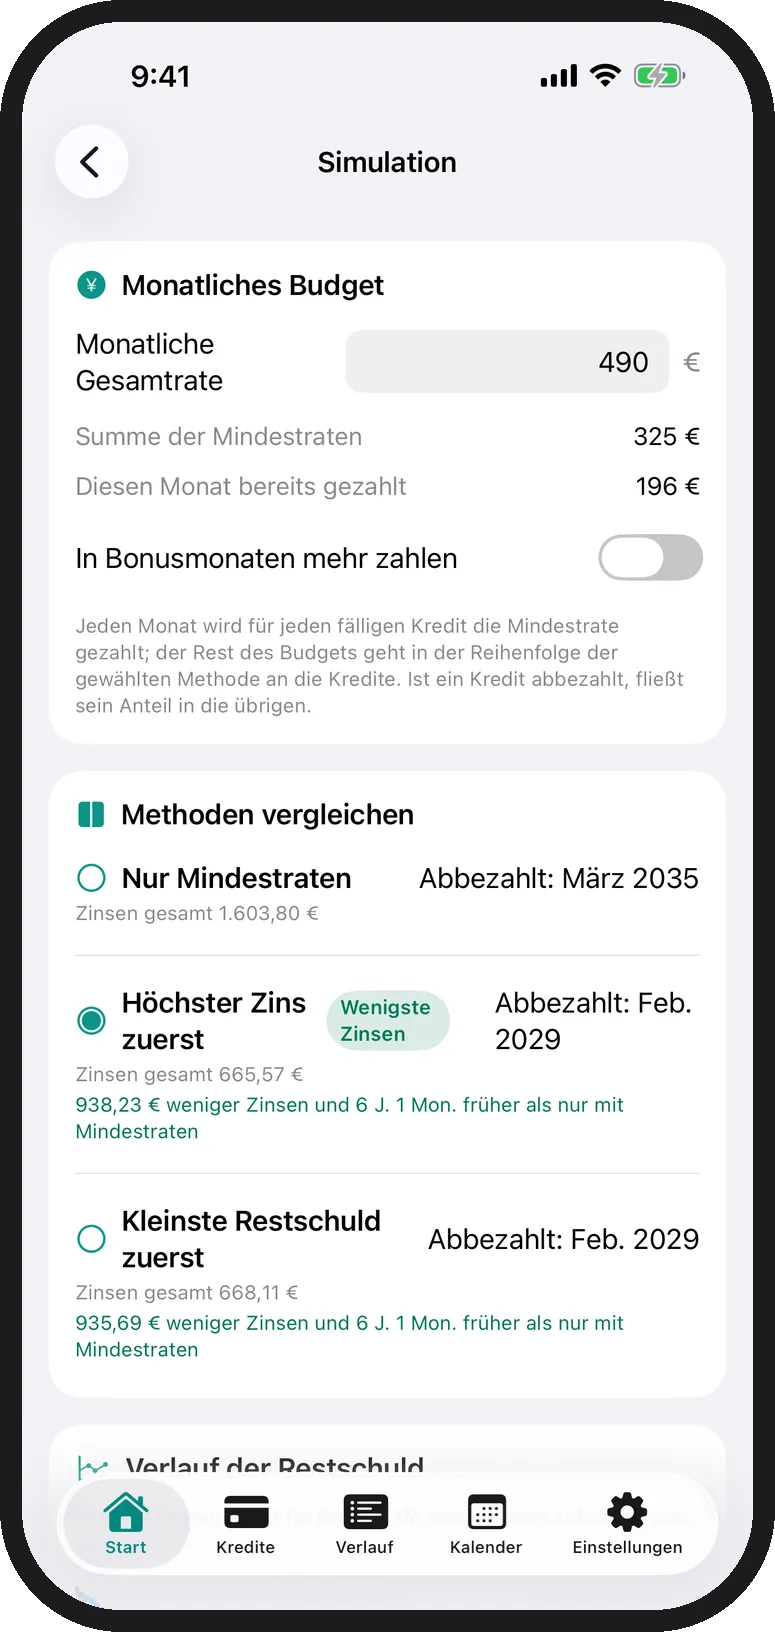 9:41
Simulation
¥ Monatliches Budget
Monatliche
Gesamtrate
490 €
Summe der Mindestraten 325 €
Diesen Monat bereits gezahlt 196 €
In Bonusmonaten mehr zahlen
Jeden Monat wird für jeden fälligen Kredit die Mindestrate
gezahlt; der Rest des Budgets geht in der Reihenfolge der
gewählten Methode an die Kredite. Ist ein Kredit abbezahlt, fließt
sein Anteil in die übrigen.
Methoden vergleichen
Nur Mindestraten Abbezahlt: März 2035
Zinsen gesamt 1.603,80 €
Höchster Zins
zuerst
Wenigste
Zinsen
Abbezahlt: Feb.
2029
Zinsen gesamt 665,57 €
938,23 € weniger Zinsen und 6 J. 1 Mon. früher als nur mit
Mindestraten
Kleinste Restschuld
zuerst
Abbezahlt: Feb. 2029
Zinsen gesamt 668,11 €
935,69 € weniger Zinsen und 6 J. 1 Mon. früher als nur mit
Mindestraten
Verlauf der Restschuld
Start Kredite Verlauf Kalender Einstellungen